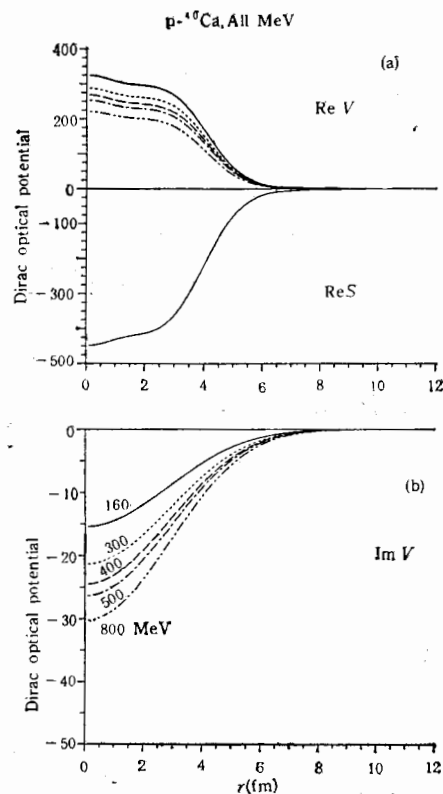 p-⁴⁰Ca, All MeV
400
(a)
Re V
200
0
-100
Dirac optical potential
-300
Re S
-500
0 2 4 6 8 10 12
0
(b)
-10
160
Im V
-20
300
400
500
-30
800 MeV
Dirac optical potential
-40
-50
0 2 4 6 8 10 12
r(fm)